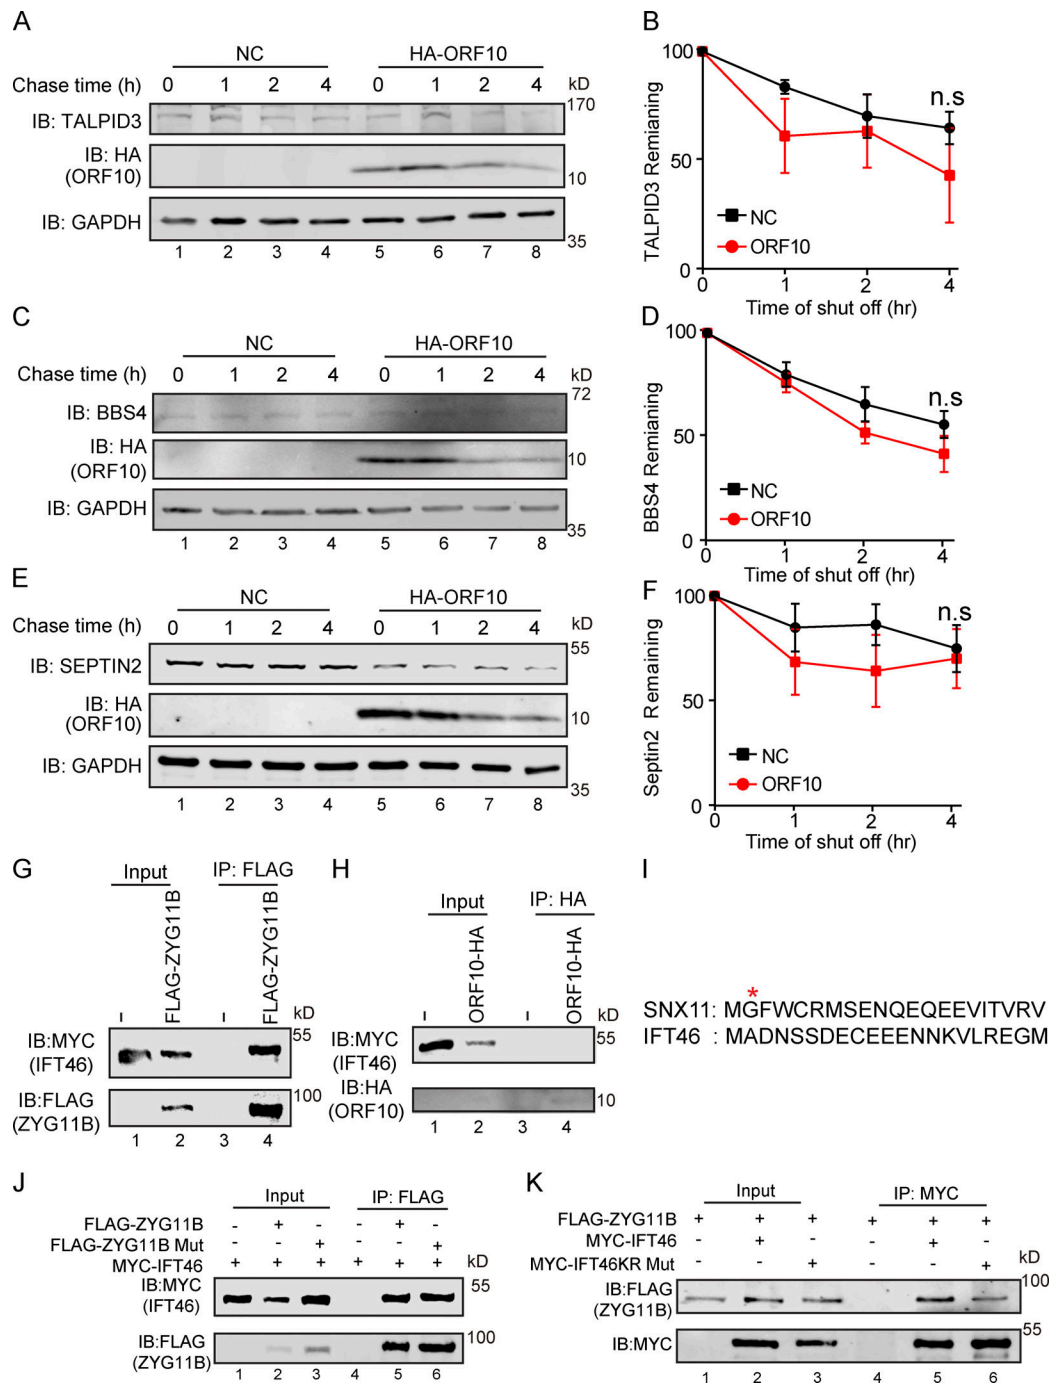 A
NC HA-ORF10
Chase time (h) 0 1 2 4 0 1 2 4 kD
IB: TALPID3 170
IB: HA
(ORF10) 10
IB: GAPDH
35
1 2 3 4 5 6 7 8
B
TALPID3 Remianing
100
50
0
n.s
NC
ORF10
0 1 2 4
Time of shut off (hr)
C
NC HA-ORF10
Chase time (h) 0 1 2 4 0 1 2 4 kD
72
IB: BBS4
IB: HA
(ORF10) 10
IB: GAPDH
35
1 2 3 4 5 6 7 8
D
BBS4 Remianing
100
50
0
n.s
NC
ORF10
0 1 2 4
Time of shut off (hr)
E
NC HA-ORF10
Chase time (h) 0 1 2 4 0 1 2 4 kD
55
IB: SEPTIN2
IB: HA
(ORF10) 10
IB: GAPDH
35
1 2 3 4 5 6 7 8
F
Septin2 Remaining
100
50
0
n.s
NC
ORF10
0 1 2 4
Time of shut off (hr)
G
Input IP: FLAG
– FLAG-ZYG11B – FLAG-ZYG11B
kD
IB:MYC
(IFT46) 55
IB:FLAG
(ZYG11B) 100
1 2 3 4
H
Input IP: HA
– ORF10-HA – ORF10-HA
kD
IB:MYC
(IFT46) 55
IB:HA
(ORF10) 10
1 2 3 4
I
*
SNX11: MGFWCRMSENQEQEEVITVRV
IFT46 : MADNSSDECEEENNKVLREGM
J
Input IP: FLAG
FLAG-ZYG11B - + - - + -
FLAG-ZYG11B Mut - - + - - +
MYC-IFT46 + + + + + + kD
IB:MYC
(IFT46) 55
IB:FLAG
(ZYG11B) 100
1 2 3 4 5 6
K
Input IP: MYC
FLAG-ZYG11B + + + + + +
MYC-IFT46 - + - - + -
MYC-IFT46KR Mut - - + - - + kD
IB:FLAG
(ZYG11B) 100
IB:MYC 55
1 2 3 4 5 6